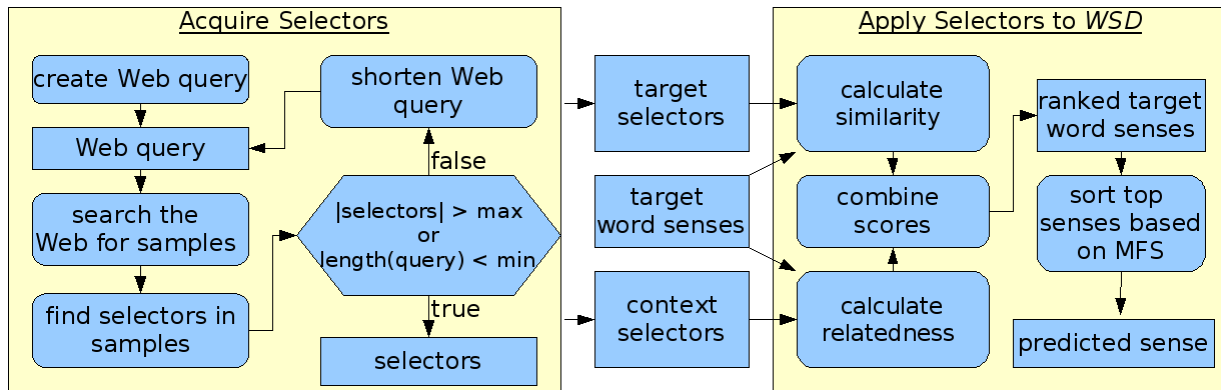 Acquire Selectors
create Web query
Web query
search the
Web for samples
find selectors in
samples
shorten Web
query
false
|selectors| > max
or
length(query) < min
true
selectors
target
selectors
target
word senses
context
selectors
Apply Selectors to WSD
calculate
similarity
combine
scores
calculate
relatedness
ranked target
word senses
sort top
senses based
on MFS
predicted sense